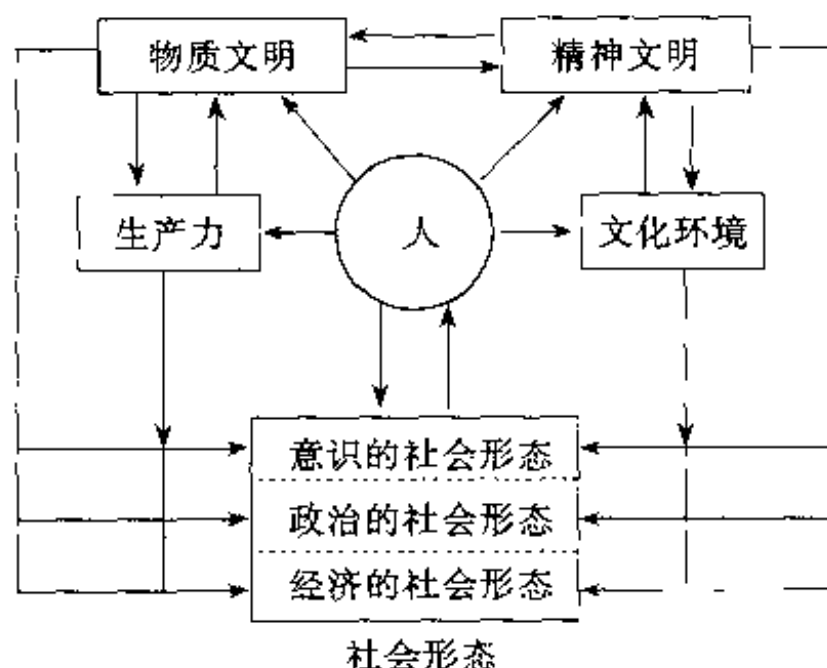 物质文明
精神文明
生产力
人
文化环境
意识的社会形态
政治的社会形态
经济的社会形态
社会形态